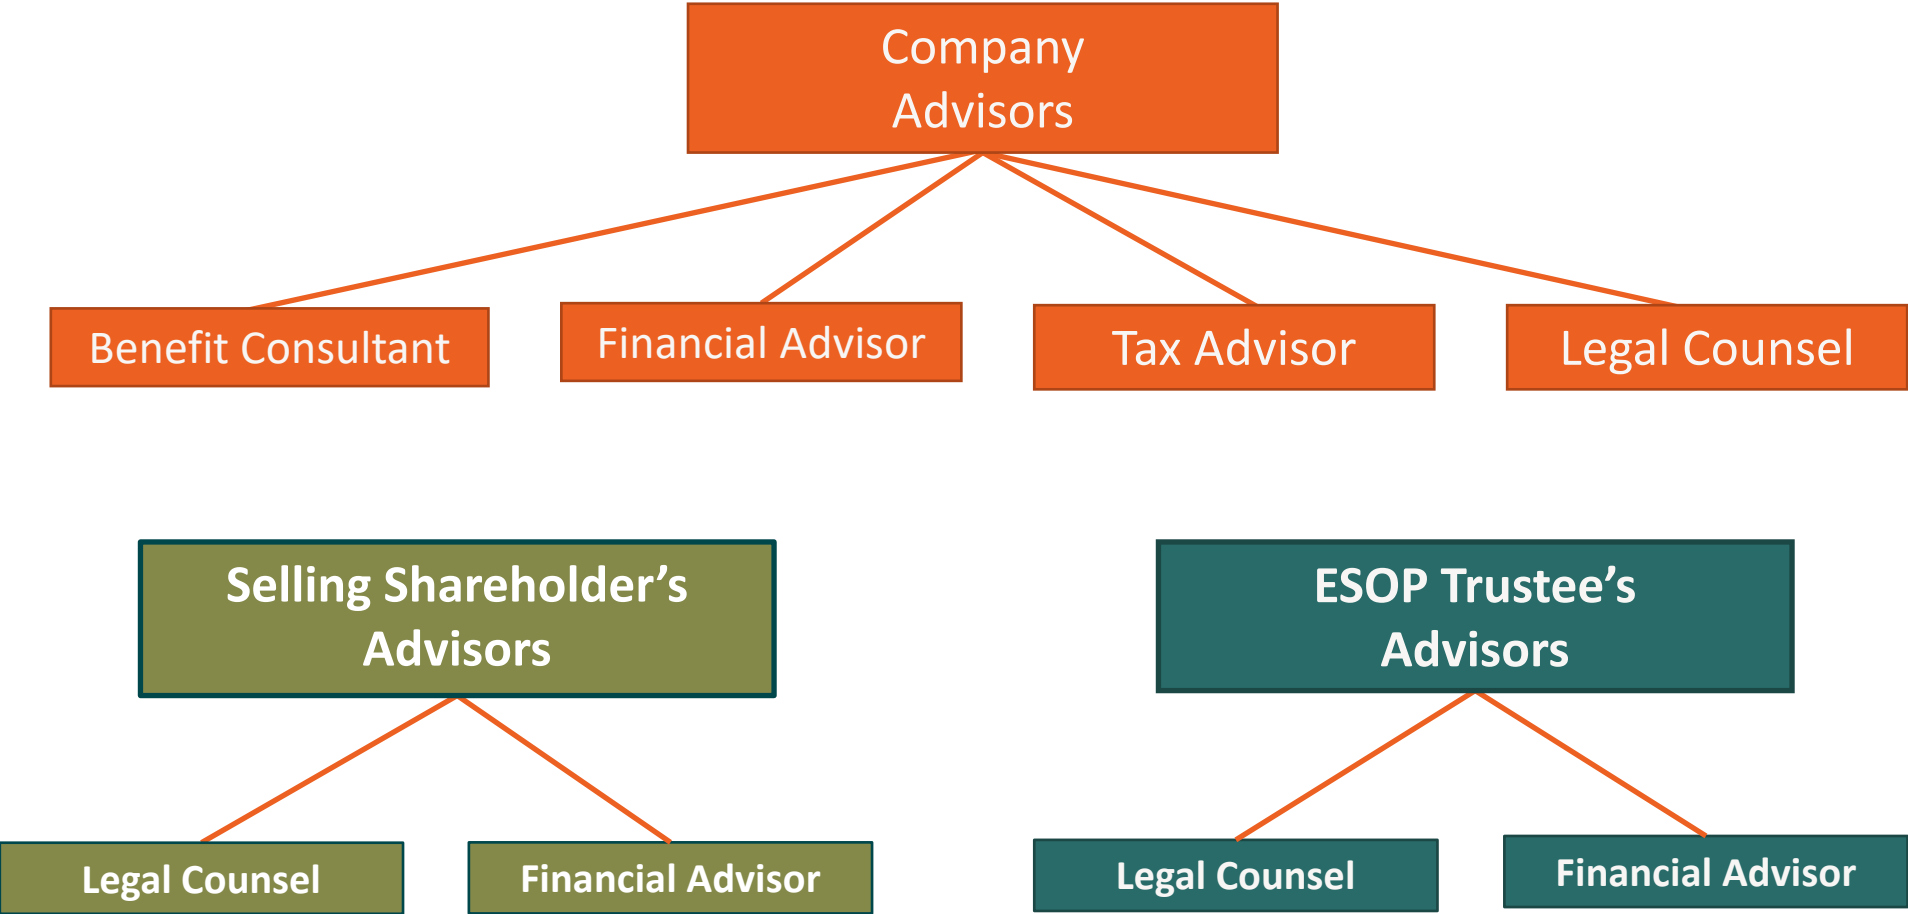 Company
Advisors
Benefit Consultant
Financial Advisor
Tax Advisor
Legal Counsel
Selling Shareholder’s
Advisors
ESOP Trustee’s
Advisors
Legal Counsel
Financial Advisor
Legal Counsel
Financial Advisor